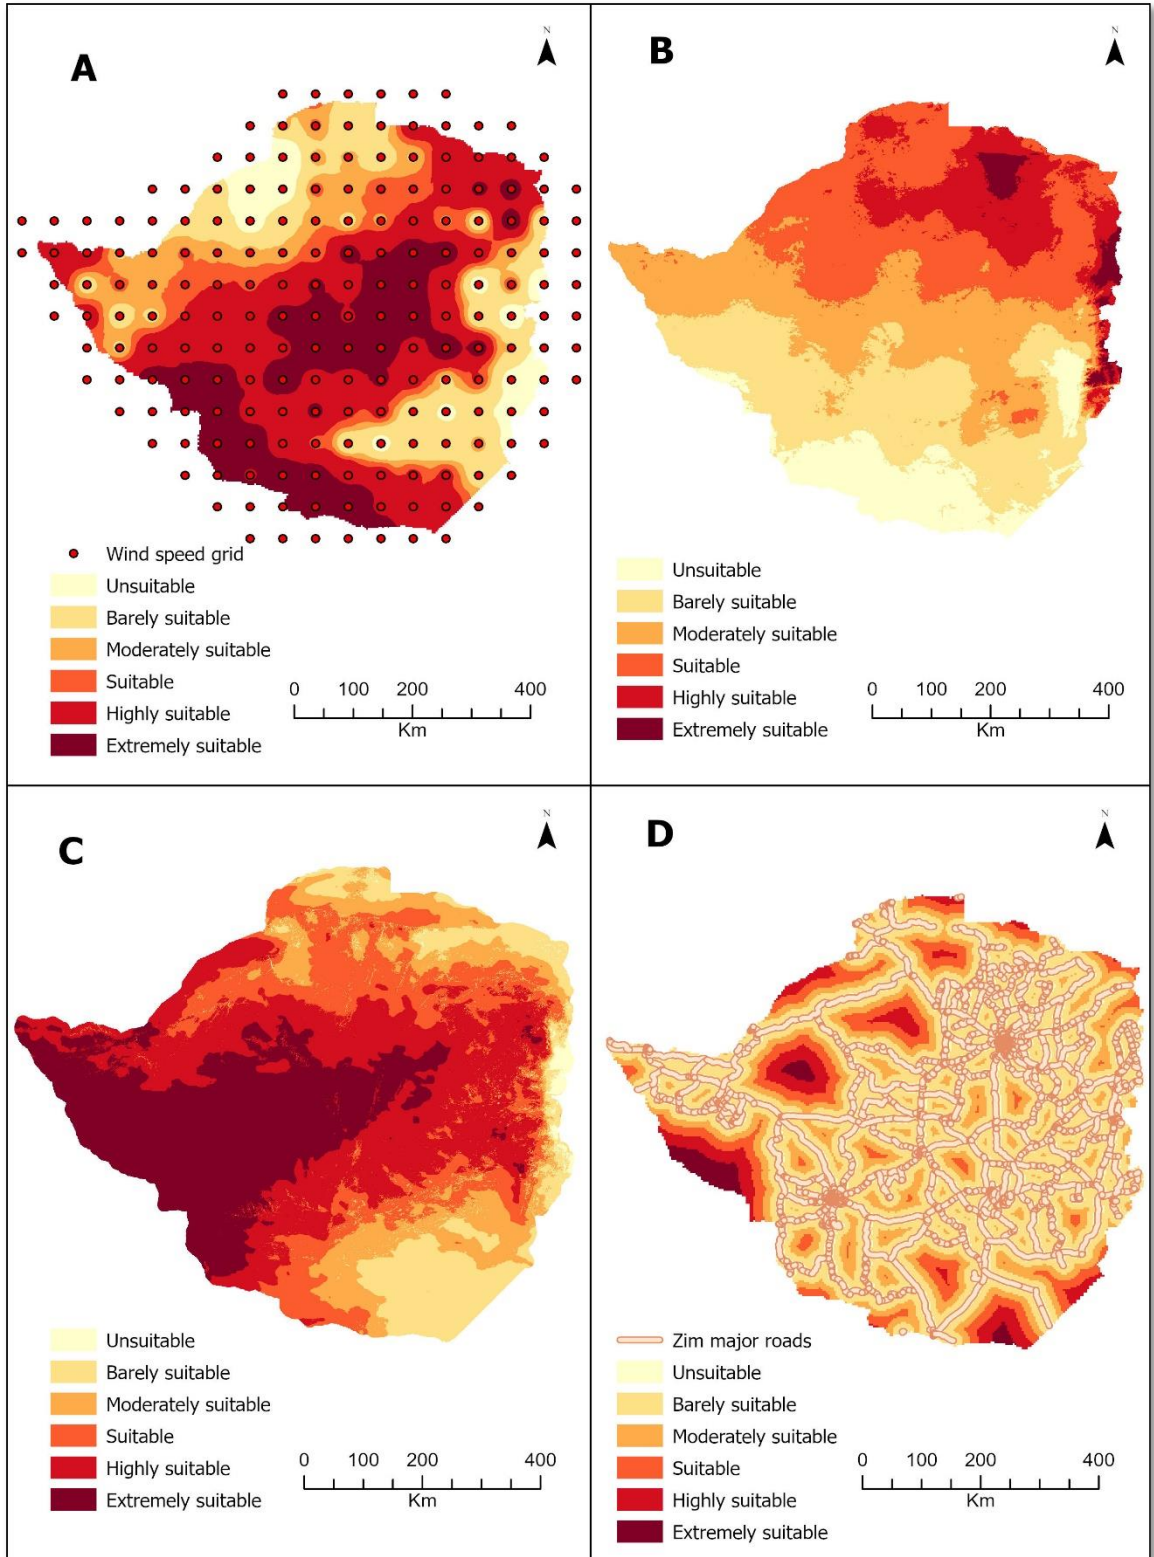 N
A
Wind speed grid
Unsuitable
Barely suitable
Moderately suitable
Suitable
Highly suitable
Extremely suitable
0 100 200 400
Km
N
B
Unsuitable
Barely suitable
Moderately suitable
Suitable
Highly suitable
Extremely suitable
0 100 200 400
Km
N
C
Unsuitable
Barely suitable
Moderately suitable
Suitable
Highly suitable
Extremely suitable
0 100 200 400
Km
N
D
Zim major roads
Unsuitable
Barely suitable
Moderately suitable
Suitable
Highly suitable
Extremely suitable
0 100 200 400
Km